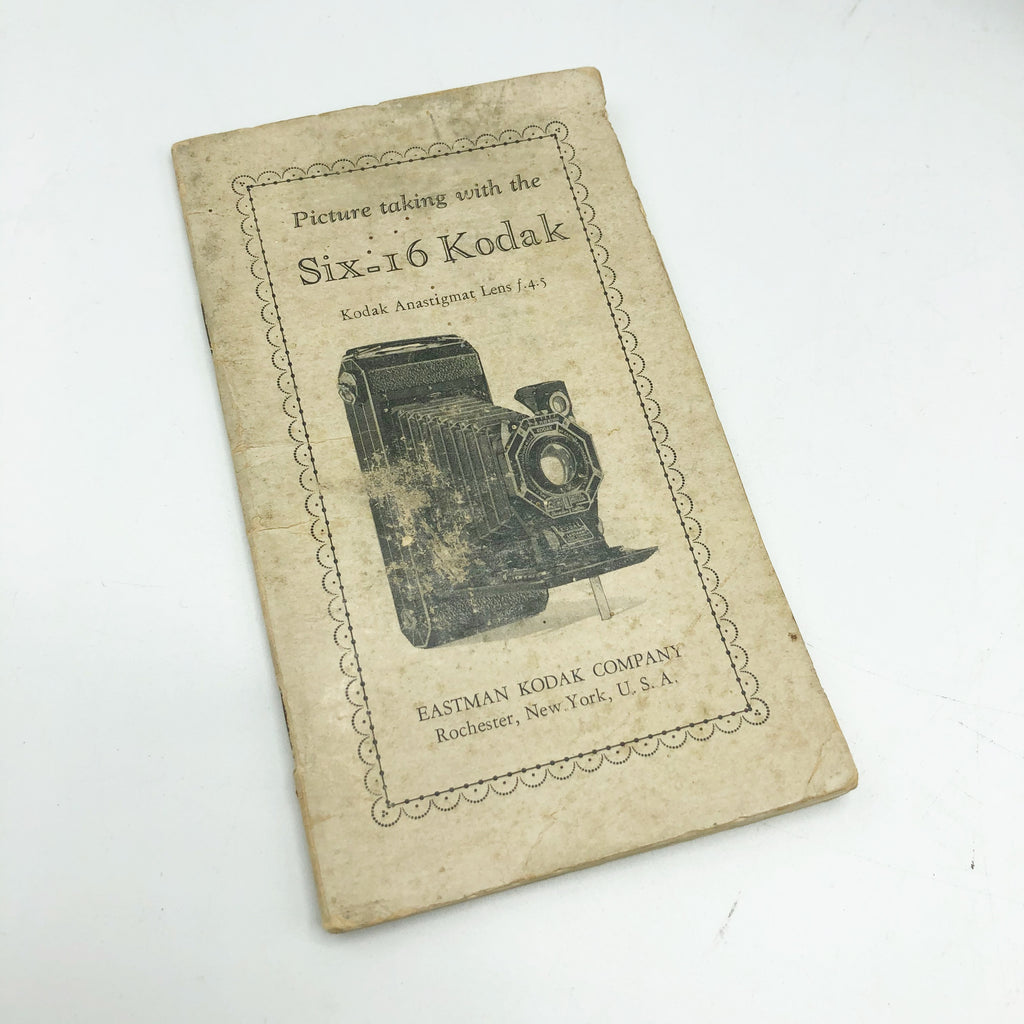 Picture taking with the
Six-16 Kodak
Kodak Anastigmat Lens f.4.5
EASTMAN KODAK COMPANY
Rochester, New York, U. S. A.